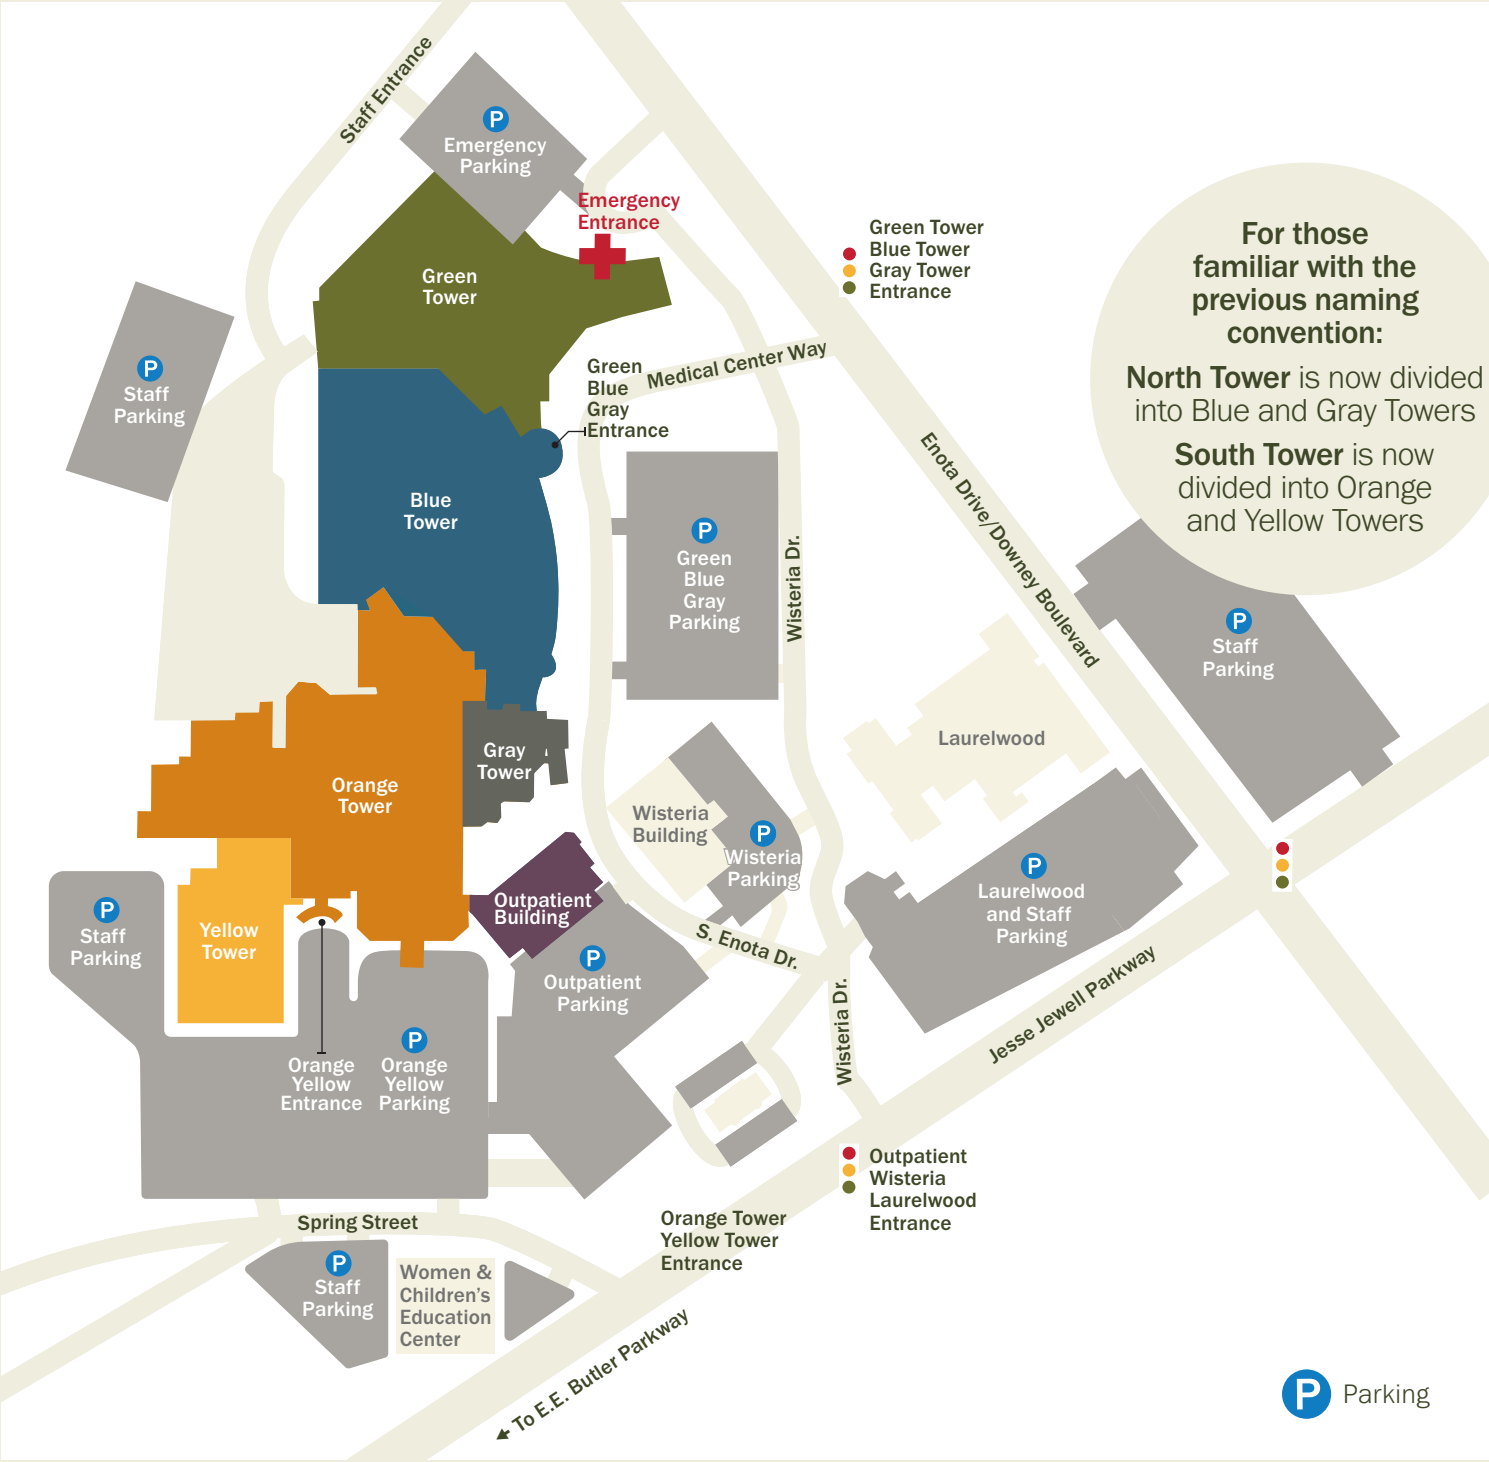 Staff Entrance
P
Emergency
Parking
Emergency
Entrance
Green
Tower
Green Tower
Blue Tower
Gray Tower
Entrance
For those
familiar with the
previous naming
convention:
North Tower is now divided
into Blue and Gray Towers
South Tower is now
divided into Orange
and Yellow Towers
P
Staff
Parking
Green
Blue
Gray
Entrance
Medical Center Way
Enota Drive/Downey Boulevard
Blue
Tower
P
Green
Blue
Gray
Parking
Wisteria Dr.
P
Staff
Parking
Laurelwood
Gray
Tower
Orange
Tower
Wisteria
Building
P
Wisteria
Parking
P
Laurelwood
and Staff
Parking
Outpatient
Building
P
Staff
Parking
Yellow
Tower
S. Enota Dr.
P
Outpatient
Parking
Wisteria Dr.
Jesse Jewell Parkway
Orange
Yellow
Entrance
P
Orange
Yellow
Parking
Outpatient
Wisteria
Laurelwood
Entrance
Spring Street
Orange Tower
Yellow Tower
Entrance
P
Staff
Parking
Women &
Children's
Education
Center
To E.E. Butler Parkway
P Parking